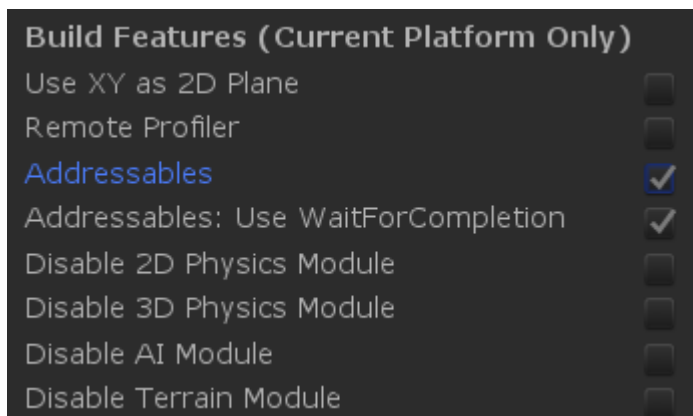 Build Features (Current Platform Only)
Use XY as 2D Plane
Remote Profiler
Addressables
Addressables: Use WaitForCompletion
Disable 2D Physics Module
Disable 3D Physics Module
Disable AI Module
Disable Terrain Module